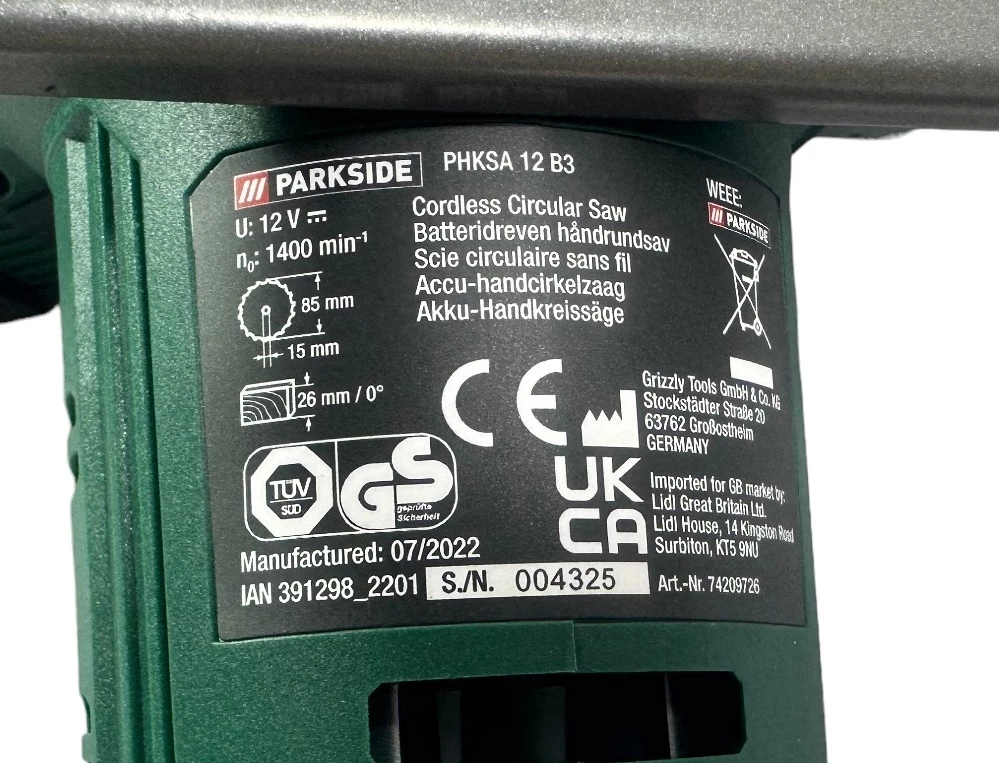 PARKSIDE PHKSA 12 B3
U: 12 V
n₀: 1400 min⁻¹
85 mm
15 mm
26 mm / 0°
Cordless Circular Saw
Batteridreven håndrundsav
Scie circulaire sans fil
Accu-handcirkelzaag
Akku-Handkreissäge
WEEE:
PARKSIDE
CE
Grizzly Tools GmbH & Co. KG
Stockstädter Straße 20
63762 Großostheim
GERMANY
TÜV
SÜD
GS
geprüfte
Sicherheit
UK
CA
Imported for GB market by:
Lidl Great Britain Ltd.
Lidl House, 14 Kingston Road
Surbiton, KT5 9NU
Manufactured: 07/2022
IAN 391298_2201 S./N. 004325 Art.-Nr. 74209726